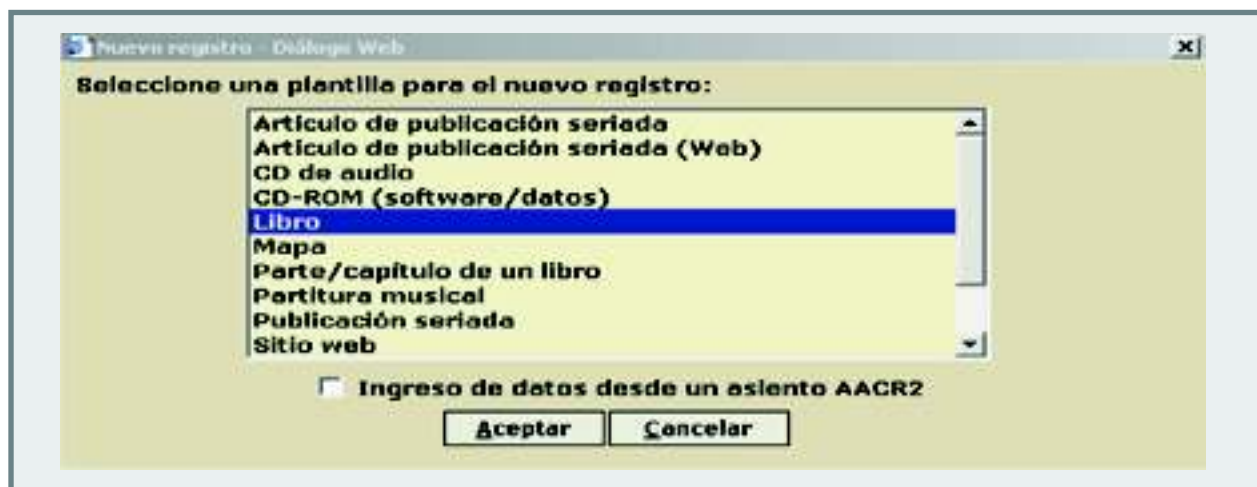 Nuevo registro - Diálogo Web
Seleccione una plantilla para el nuevo registro:
Artículo de publicación seriada
Artículo de publicación seriada (Web)
CD de audio
CD-ROM (software/datos)
Libro
Mapa
Parte/capítulo de un libro
Partitura musical
Publicación seriada
Sitio web
Ingreso de datos desde un asiento AACR2
Aceptar
Cancelar